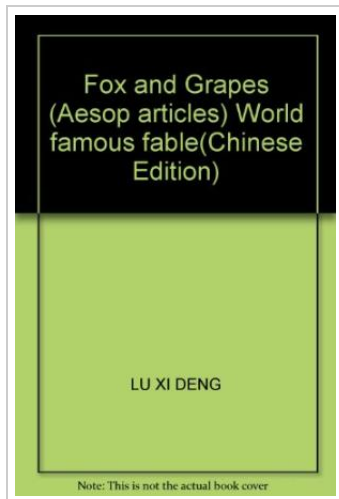 Fox and Grapes
(Aesop articles) World
famous fable(Chinese
Edition)
LU XI DENG
Note: This is not the actual book cover